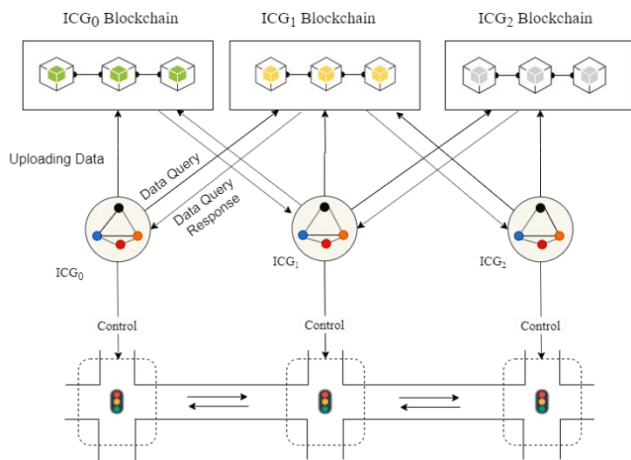 ICG₀ Blockchain
ICG₁ Blockchain
ICG₂ Blockchain
Uploading Data
Data Query
Data Query
Response
ICG₀
ICG₁
ICG₂
Control
Control
Control